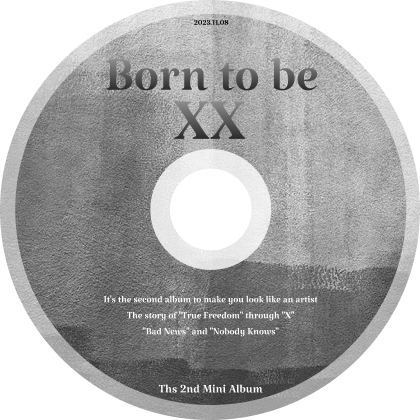 2023.11.08
Born to be
XX
It's the second album to make you look like an artist
The story of "True Freedom" through "X"
"Bad News" and "Nobody Knows"
Ths 2nd Mini Album